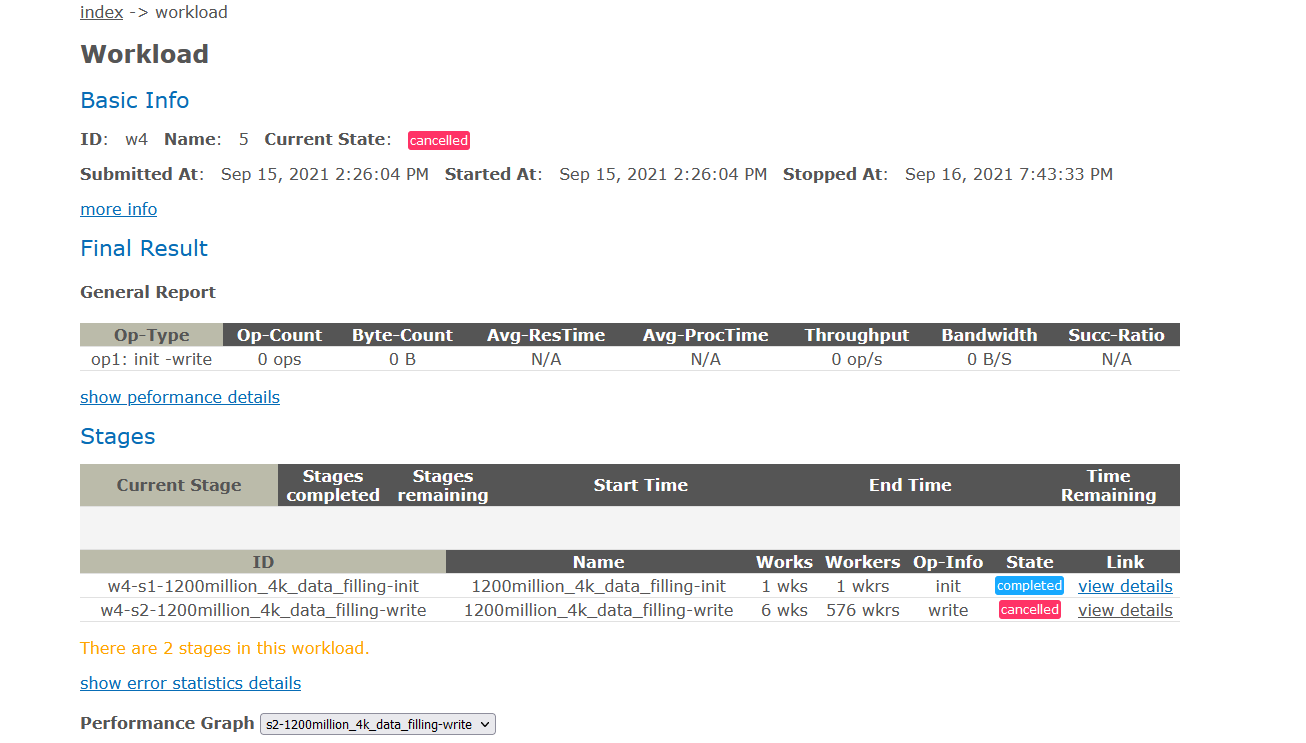 index -> workload
Workload
Basic Info
ID: w4 Name: 5 Current State: cancelled
Submitted At: Sep 15, 2021 2:26:04 PM Started At: Sep 15, 2021 2:26:04 PM Stopped At: Sep 16, 2021 7:43:33 PM
more info
Final Result
General Report
Op-Type Op-Count Byte-Count Avg-ResTime Avg-ProcTime Throughput Bandwidth Succ-Ratio
op1: init -write 0 ops 0 B N/A N/A 0 op/s 0 B/S N/A
show peformance details
Stages
Current Stage Stages completed Stages remaining Start Time End Time Time Remaining
ID Name Works Workers Op-Info State Link
w4-s1-1200million_4k_data_filling-init 1200million_4k_data_filling-init 1 wks 1 wkrs init completed view details
w4-s2-1200million_4k_data_filling-write 1200million_4k_data_filling-write 6 wks 576 wkrs write cancelled view details
There are 2 stages in this workload.
show error statistics details
Performance Graph s2-1200million_4k_data_filling-write